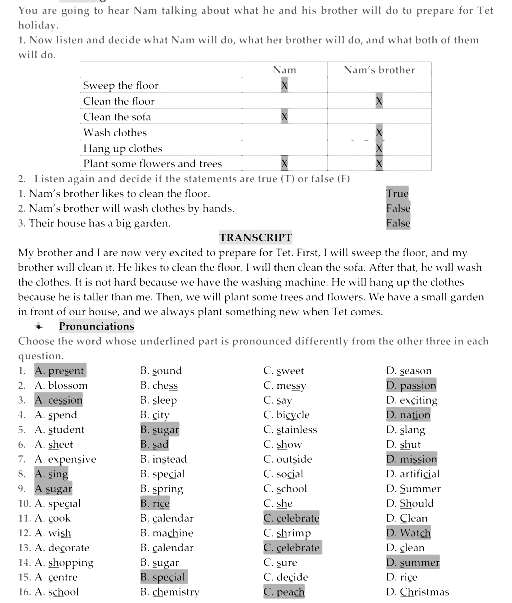 You are going to hear Nam talking about what he and his brother will do to prepare for Tet
holiday.
1. Now listen and decide what Nam will do, what her brother will do, and what both of them
will do.
Nam Nam's brother
Sweep the floor X
Clean the floor X
Clean the sofa X
Wash clothes X
Hang up clothes X
Plant some flowers and trees X X
2. Listen again and decide if the statements are true (T) or false (F)
1. Nam's brother likes to clean the floor. True
2. Nam's brother will wash clothes by hands. False
3. Their house has a big garden. False
TRANSCRIPT
My brother and I are now very excited to prepare for Tet. First, I will sweep the floor, and my
brother will clean it. He likes to clean the floor. I will then clean the sofa. After that, he will wash
the clothes. It is not hard because we have the washing machine. He will hang up the clothes
because he is taller than me. Then, we will plant some trees and flowers. We have a small garden
in front of our house, and we always plant something new when Tet comes.
Pronunciations
Choose the word whose underlined part is pronounced differently from the other three in each
question.
1. A. present B. sound C. sweet D. season
2. A. blossom B. chess C. messy D. passion
3. A. cession B. sleep C. say D. exciting
4. A. spend B. city C. bicycle D. nation
5. A. student B. sugar C. stainless D. slang
6. A. sheet B. sad C. show D. shut
7. A. expensive B. instead C. outside D. mission
8. A. sing B. special C. social D. artificial
9. A sugar B. spring C. school D. Summer
10. A. special B. rice C. she D. Should
11. A. cook B. calendar C. celebrate D. Clean
12. A. wish B. machine C. shrimp D. Watch
13. A. decorate B. calendar C. celebrate D. clean
14. A. shopping B. sugar C. sure D. summer
15. A centre B. special C. decide D. rice
16. A. school B. chemistry C. peach D. Christmas